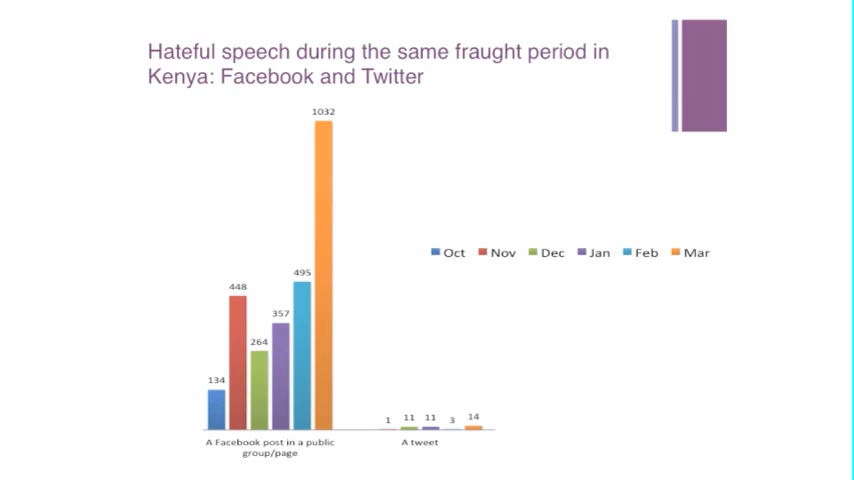 Hateful speech during the same fraught period in
Kenya: Facebook and Twitter
1032
495
448
357
264
134
Oct Nov Dec Jan Feb Mar
1 11 11 3 14
A Facebook post in a public
group/page
A tweet